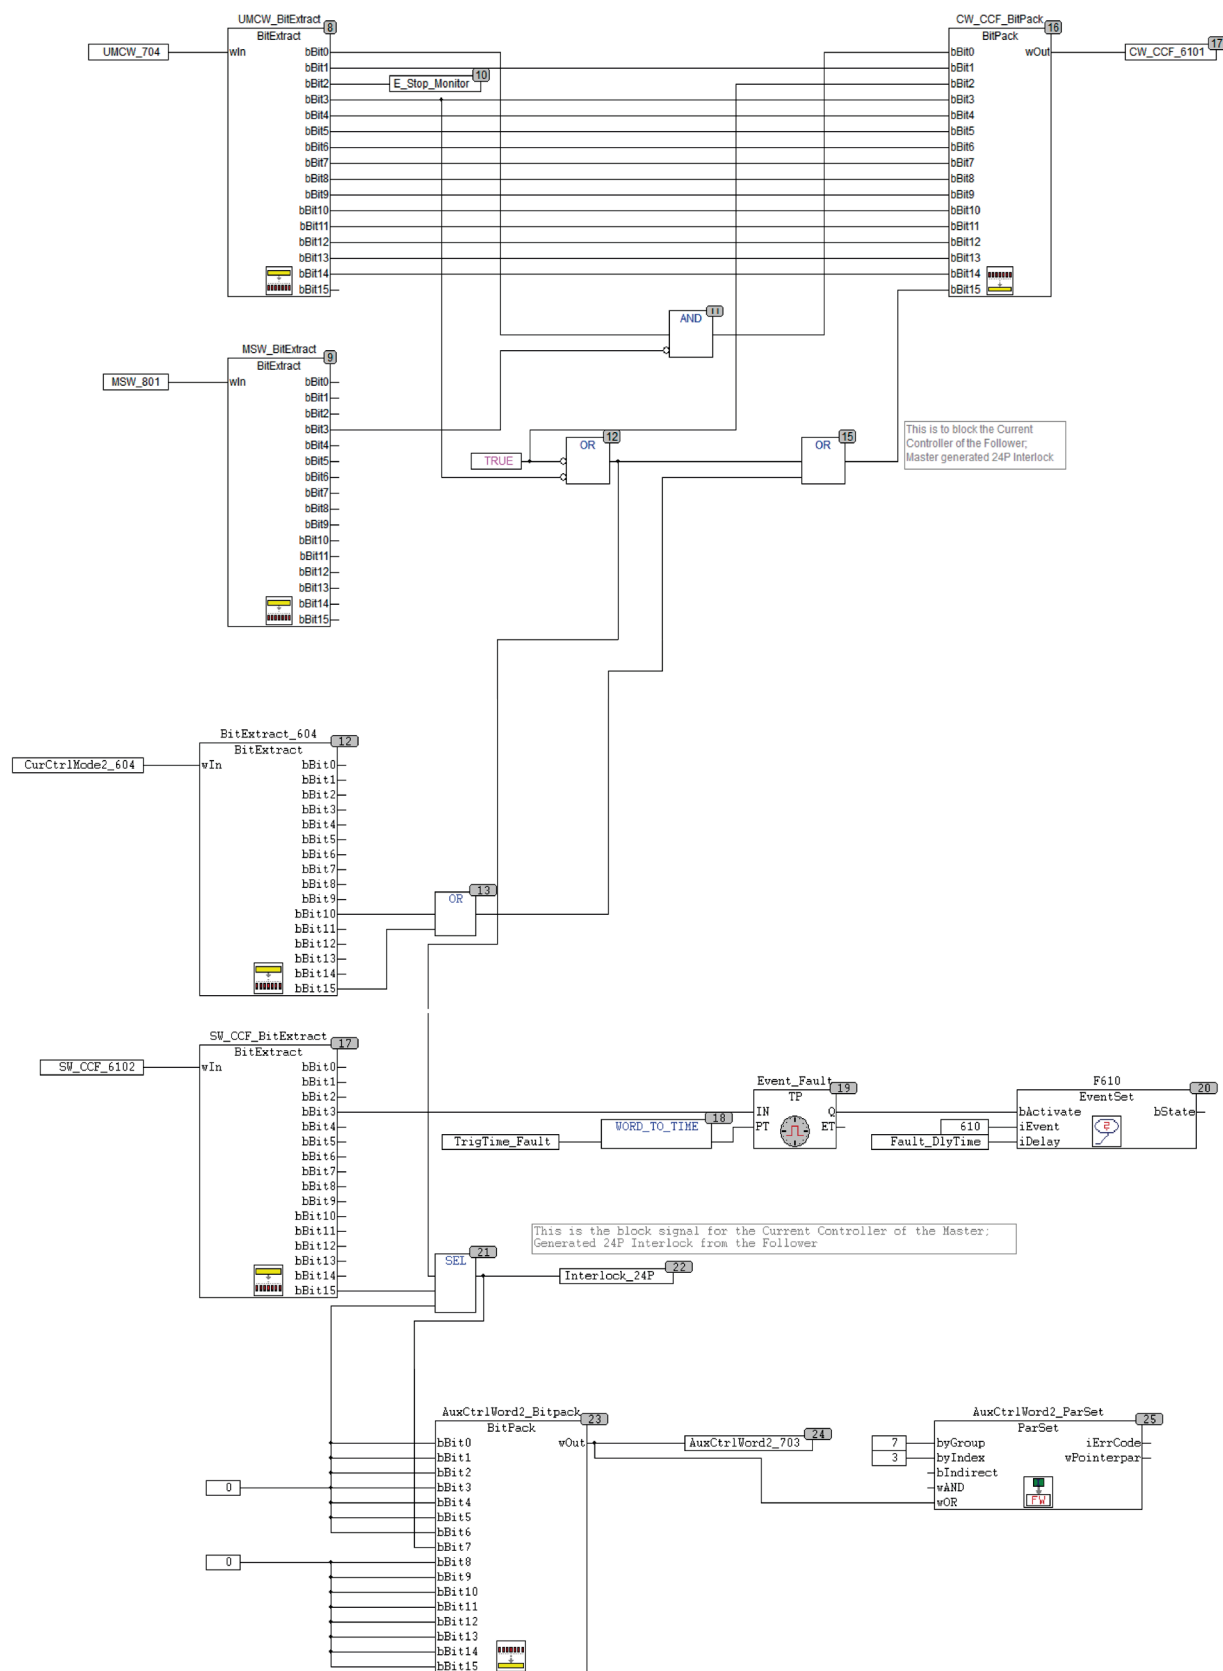 UMCW_BitExtract
8
BitExtract
UMCW_704
wIn
bBit0
bBit1
bBit2
bBit3
bBit4
bBit5
bBit6
bBit7
bBit8
bBit9
bBit10
bBit11
bBit12
bBit13
bBit14
bBit15
E_Stop_Monitor
10
CW_CCF_BitPack
16
BitPack
bBit0
bBit1
bBit2
bBit3
bBit4
bBit5
bBit6
bBit7
bBit8
bBit9
bBit10
bBit11
bBit12
bBit13
bBit14
bBit15
wOut
CW_CCF_6101
17
AND
11
MSW_BitExtract
9
BitExtract
MSW_801
wIn
bBit0
bBit1
bBit2
bBit3
bBit4
bBit5
bBit6
bBit7
bBit8
bBit9
bBit10
bBit11
bBit12
bBit13
bBit14
bBit15
TRUE
OR
12
OR
15
This is to block the Current
Controller of the Follower;
Master generated 24P Interlock
BitExtract_604
12
BitExtract
CurCtrlMode2_604
wIn
bBit0
bBit1
bBit2
bBit3
bBit4
bBit5
bBit6
bBit7
bBit8
bBit9
bBit10
bBit11
bBit12
bBit13
bBit14
bBit15
OR
13
SW_CCF_BitExtract
17
BitExtract
SW_CCF_6102
wIn
bBit0
bBit1
bBit2
bBit3
bBit4
bBit5
bBit6
bBit7
bBit8
bBit9
bBit10
bBit11
bBit12
bBit13
bBit14
bBit15
TrigTime_Fault
WORD_TO_TIME
18
Event_Fault
19
TP
IN
PT
Q
ET
F610
20
EventSet
bActivate
iEvent
iDelay
bState
610
Fault_DlyTime
This is the block signal for the Current Controller of the Master;
Generated 24P Interlock from the Follower
SEL
21
Interlock_24P
22
AuxCtrlWord2_Bitpack
23
BitPack
bBit0
bBit1
bBit2
bBit3
bBit4
bBit5
bBit6
bBit7
bBit8
bBit9
bBit10
bBit11
bBit12
bBit13
bBit14
bBit15
wOut
0
0
AuxCtrlWord2_703
24
AuxCtrlWord2_ParSet
25
ParSet
7
3
byGroup
byIndex
bIndirect
wAND
wOR
iErrCode
wPointerpar
FW